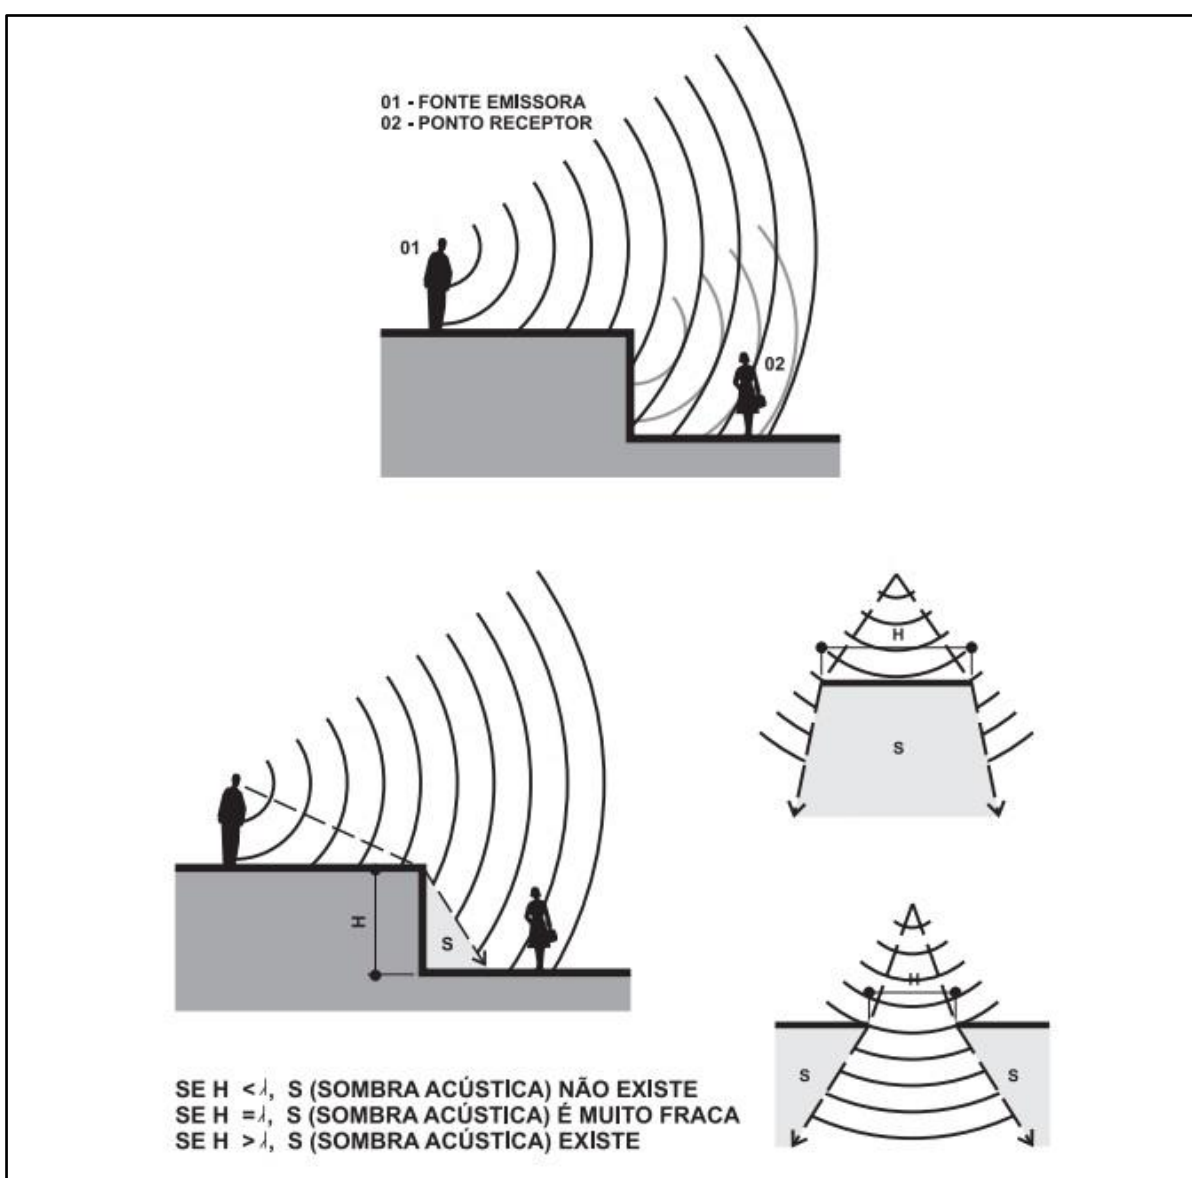 01 - FONTE EMISSORA
02 - PONTO RECEPTOR
01
02
H
S
H
S
H
S
S
SE H < λ, S (SOMBRA ACÚSTICA) NÃO EXISTE
SE H = λ, S (SOMBRA ACÚSTICA) É MUITO FRACA
SE H > λ, S (SOMBRA ACÚSTICA) EXISTE